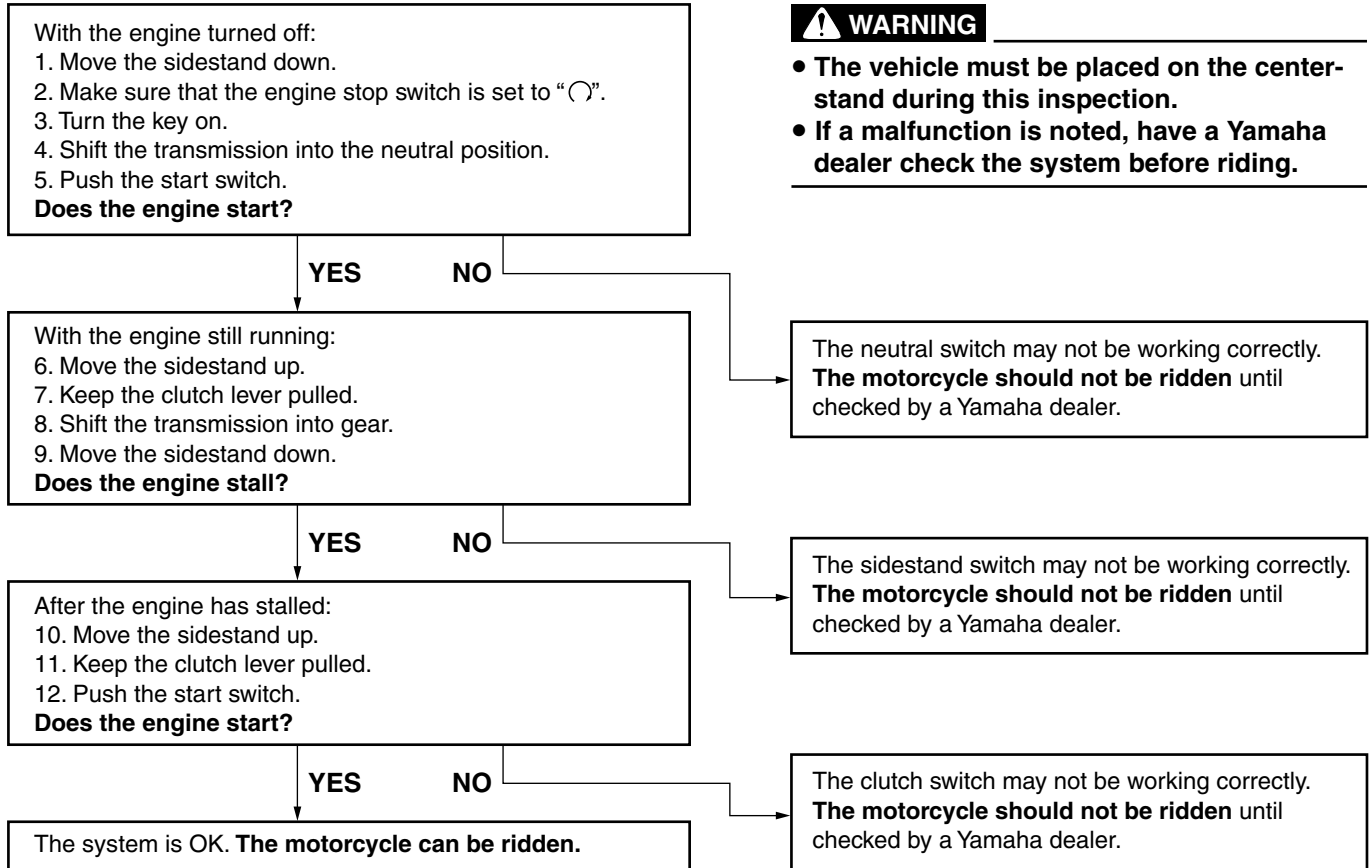 With the engine turned off:
1. Move the sidestand down.
2. Make sure that the engine stop switch is set to “○”.
3. Turn the key on.
4. Shift the transmission into the neutral position.
5. Push the start switch.
Does the engine start?
WARNING
● The vehicle must be placed on the center-
stand during this inspection.
● If a malfunction is noted, have a Yamaha
dealer check the system before riding.
YES NO
With the engine still running:
6. Move the sidestand up.
7. Keep the clutch lever pulled.
8. Shift the transmission into gear.
9. Move the sidestand down.
Does the engine stall?
The neutral switch may not be working correctly.
The motorcycle should not be ridden until
checked by a Yamaha dealer.
YES NO
After the engine has stalled:
10. Move the sidestand up.
11. Keep the clutch lever pulled.
12. Push the start switch.
Does the engine start?
The sidestand switch may not be working correctly.
The motorcycle should not be ridden until
checked by a Yamaha dealer.
YES NO
The system is OK. The motorcycle can be ridden.
The clutch switch may not be working correctly.
The motorcycle should not be ridden until
checked by a Yamaha dealer.